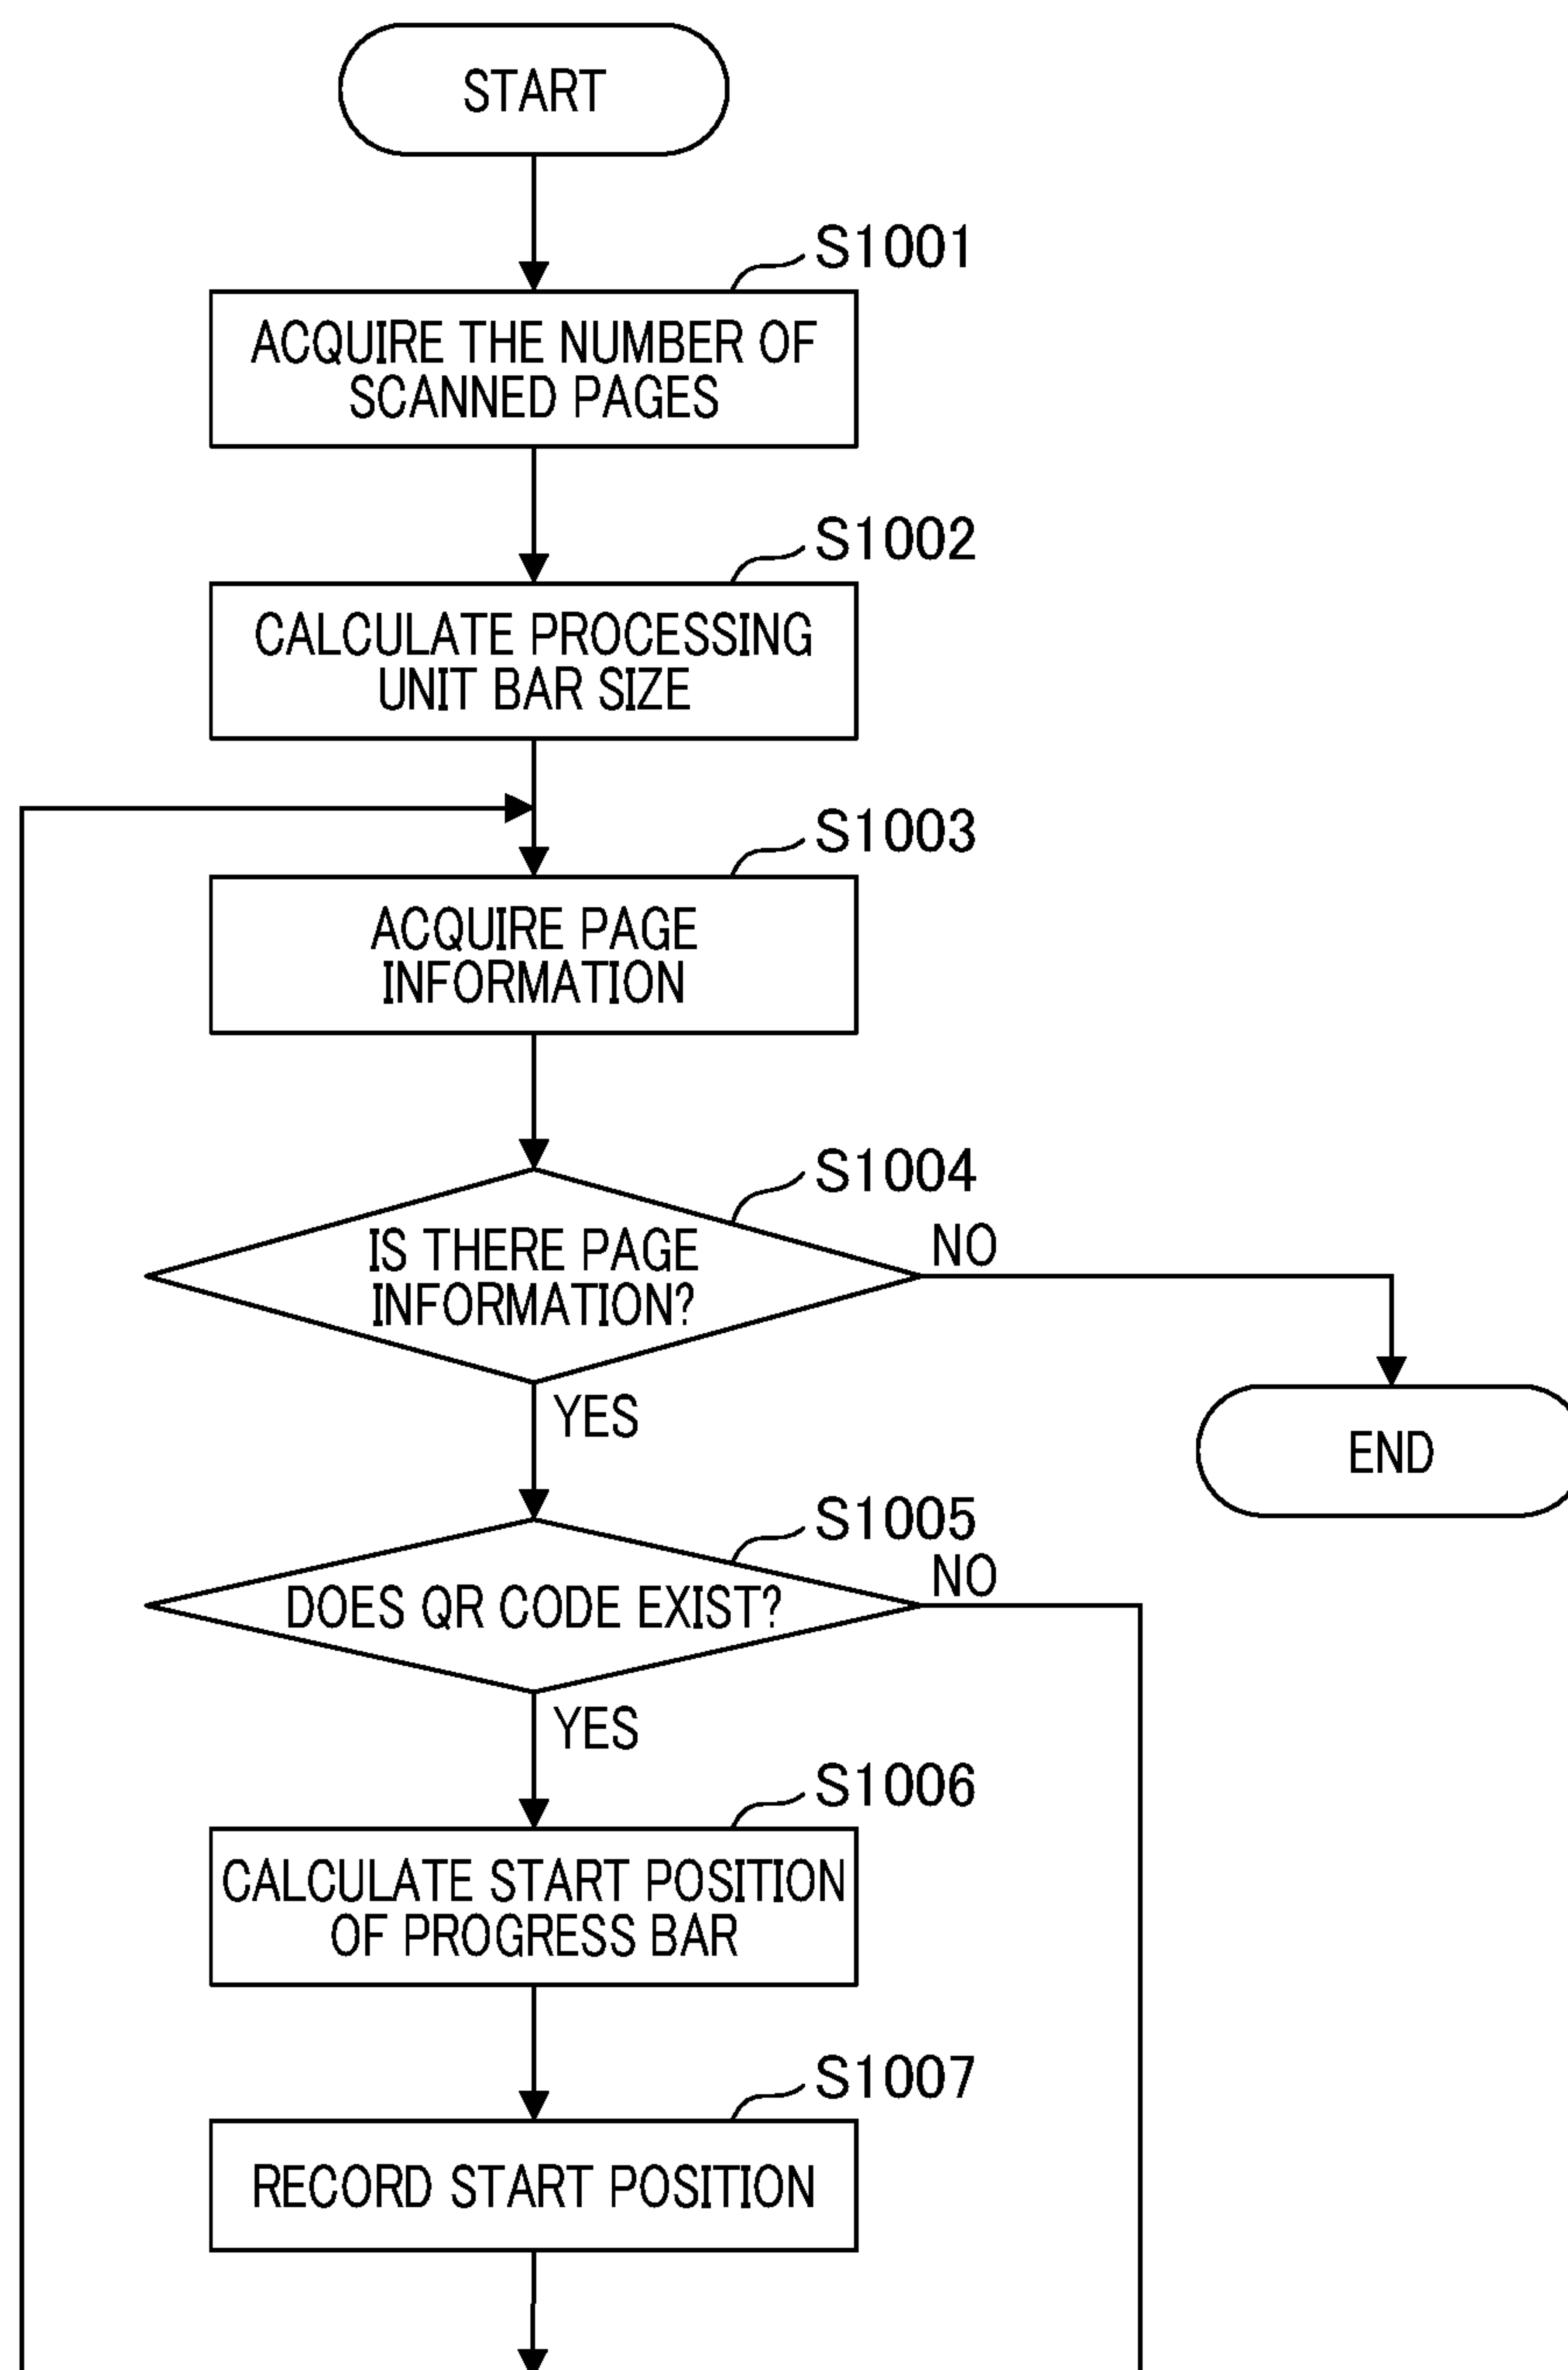 START
S1001
ACQUIRE THE NUMBER OF
SCANNED PAGES
S1002
CALCULATE PROCESSING
UNIT BAR SIZE
S1003
ACQUIRE PAGE
INFORMATION
S1004
IS THERE PAGE
INFORMATION?
NO
YES
END
S1005
DOES QR CODE EXIST?
NO
YES
S1006
CALCULATE START POSITION
OF PROGRESS BAR
S1007
RECORD START POSITION